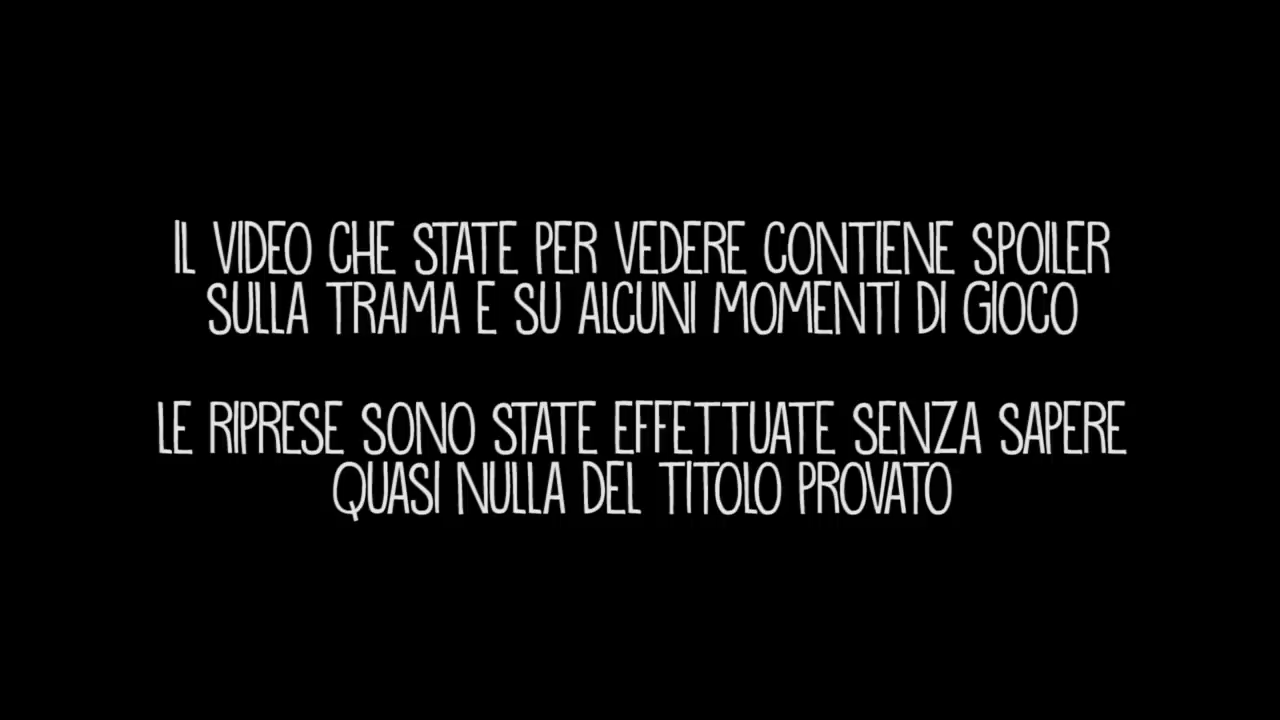 IL VIDEO CHE STATE PER VEDERE CONTIENE SPOILER
SULLA TRAMA E SU ALCUNI MOMENTI DI GIOCO
LE RIPRESE SONO STATE EFFETTUATE SENZA SAPERE
QUASI NULLA DEL TITOLO PROVATO